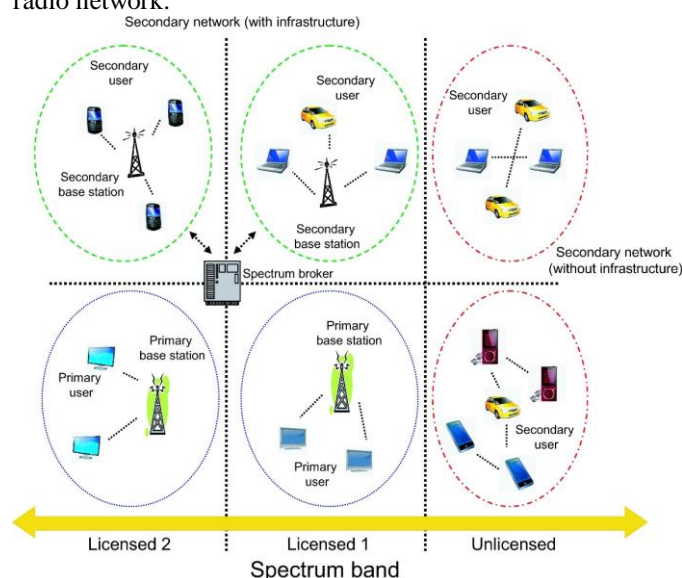 radio network.
Secondary network (with infrastructure)
Secondary
user
Secondary
base station
Secondary
user
Secondary
base station
Secondary
user
Secondary network
(without infrastructure)
Spectrum broker
Primary
base station
Primary
user
Primary
base station
Primary
user
Secondary
user
Licensed 2
Licensed 1
Unlicensed
Spectrum band